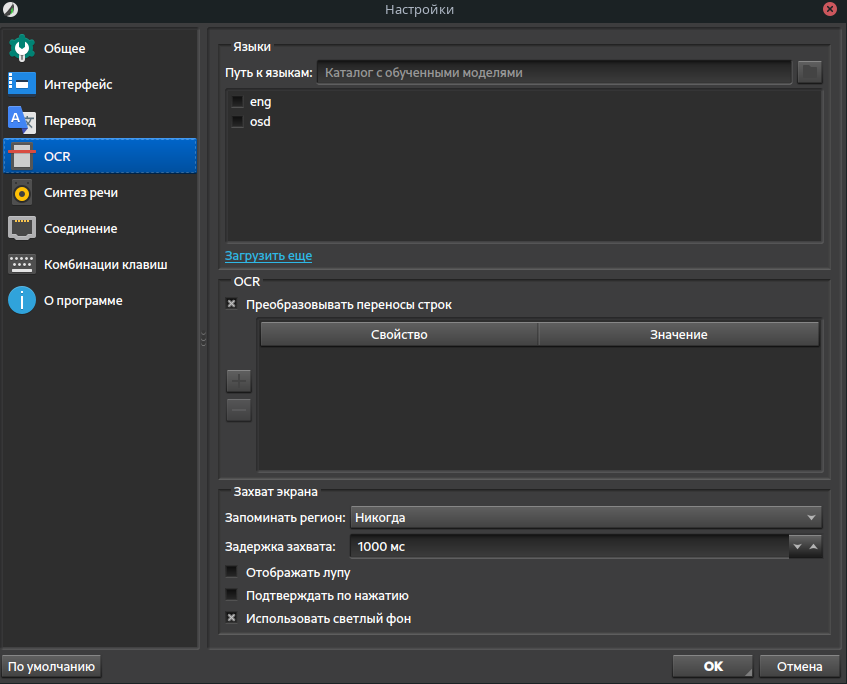 Настройки
Общее
Интерфейс
Перевод
OCR
Синтез речи
Соединение
Комбинации клавиш
О программе
Языки
Путь к языкам: Каталог с обученными моделями
eng
osd
Загрузить еще
OCR
Преобразовывать переносы строк
Свойство Значение
Захват экрана
Запоминать регион: Никогда
Задержка захвата: 1000 мс
Отображать лупу
Подтверждать по нажатию
Использовать светлый фон
По умолчанию OK Отмена